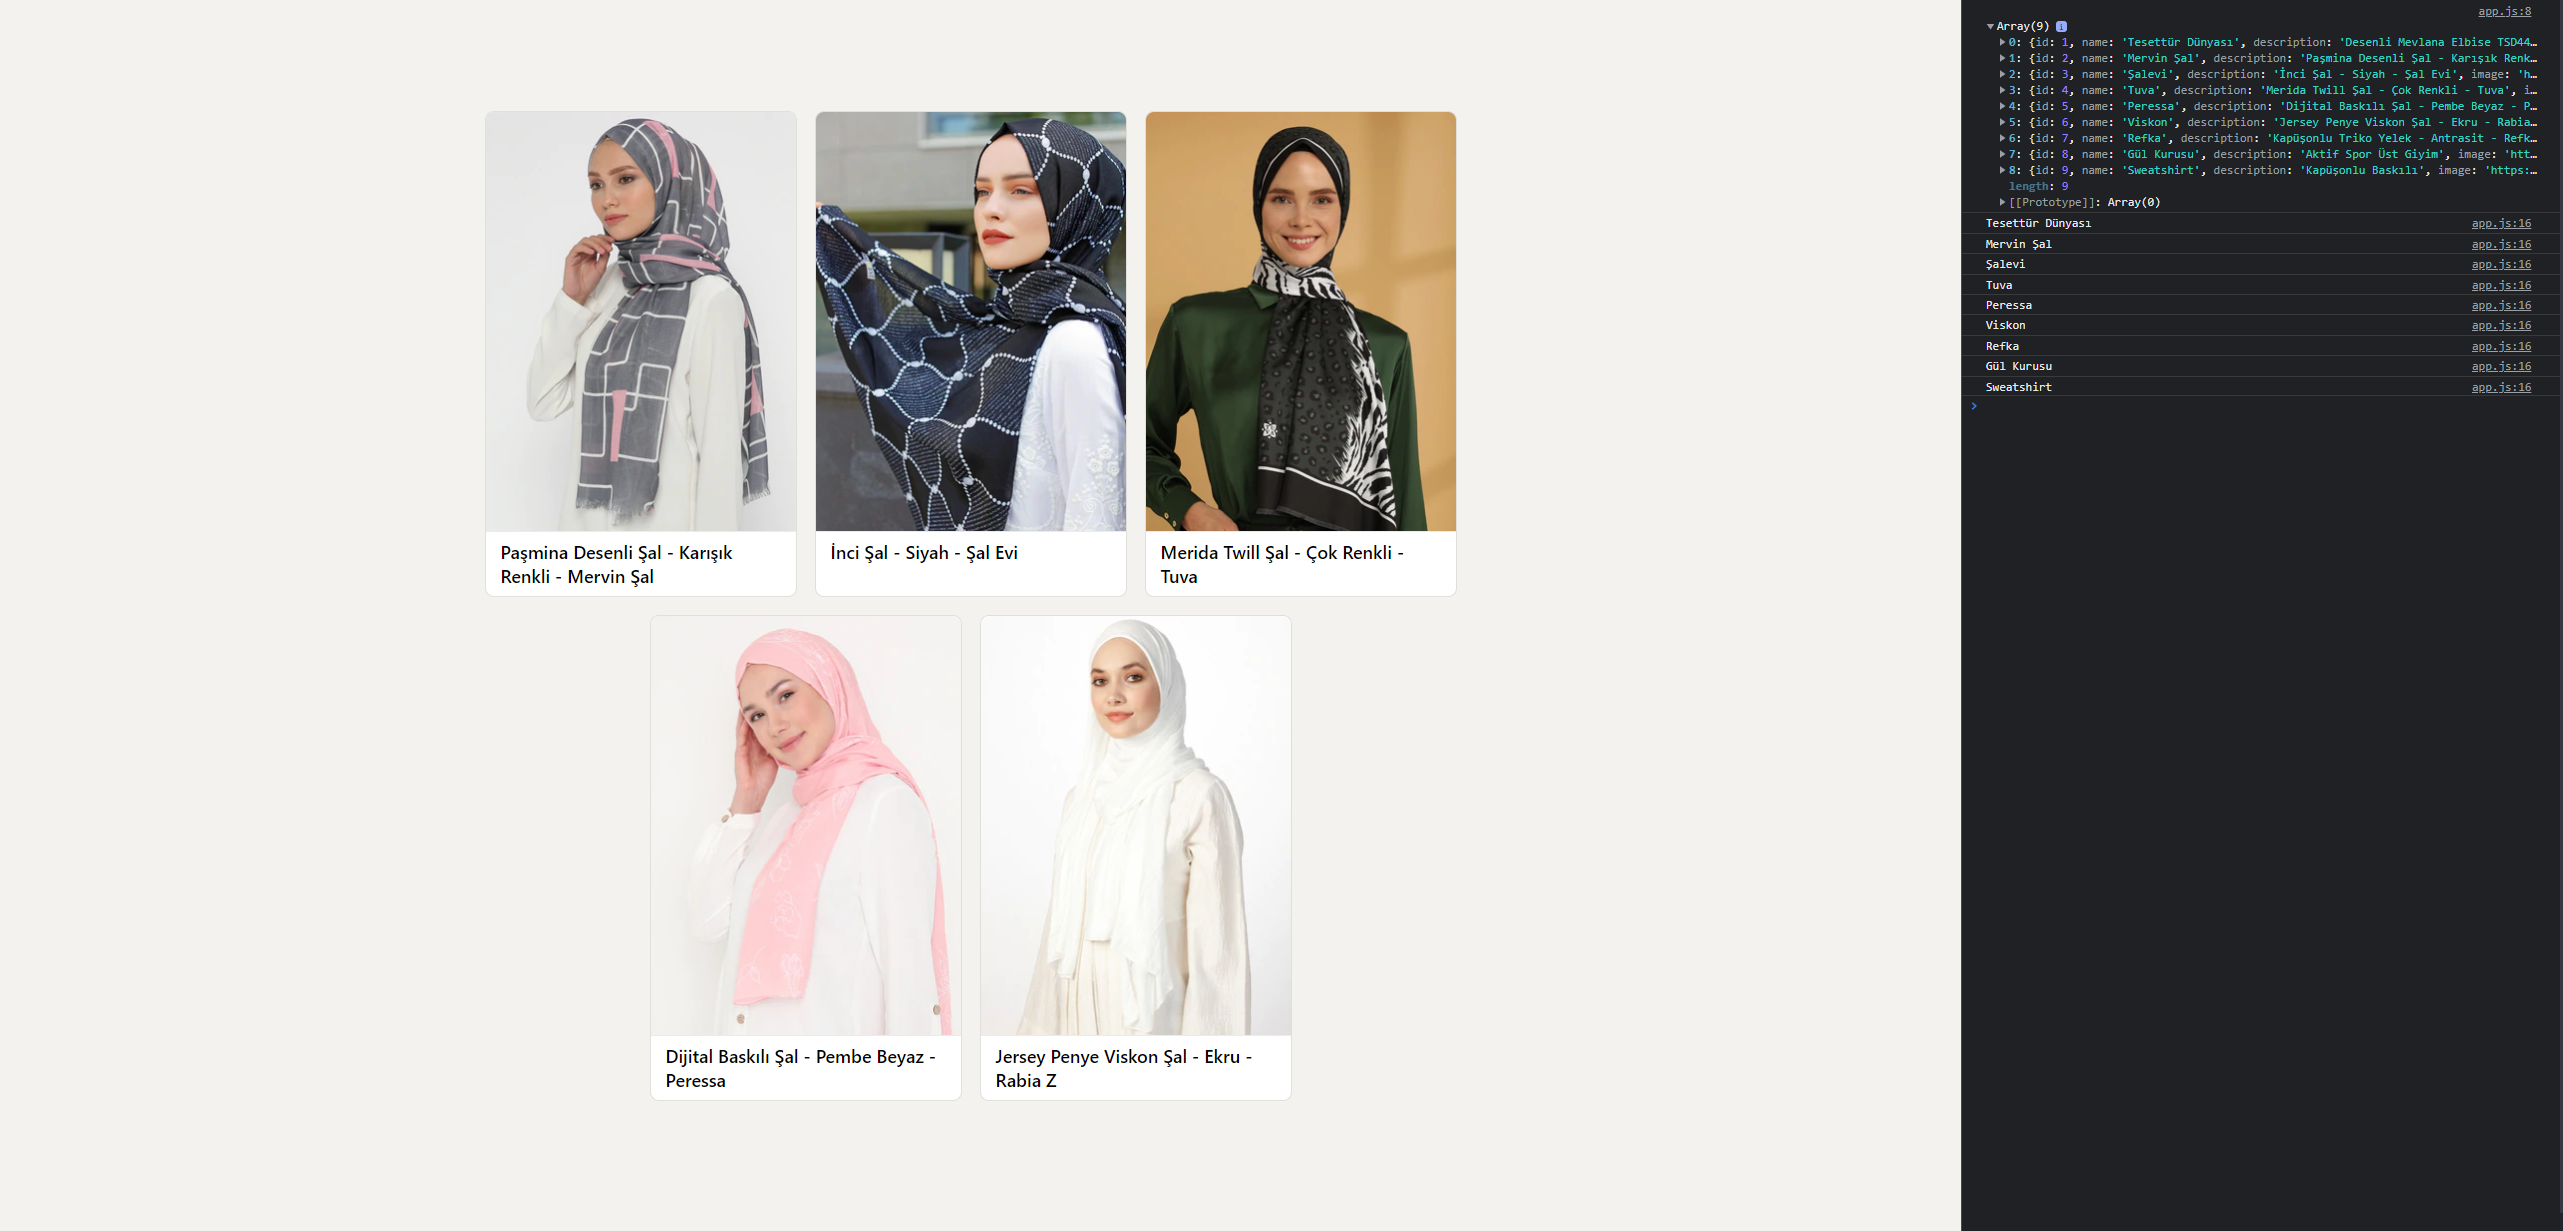 Paşmina Desenli Şal - Karışık
Renkli - Mervin Şal
İnci Şal - Siyah - Şal Evi
Merida Twill Şal - Çok Renkli -
Tuva
Dijital Baskılı Şal - Pembe Beyaz -
Peressa
Jersey Penye Viskon Şal - Ekru -
Rabia Z
app.js:8
Array(9) i
0: {id: 1, name: 'Tesettür Dünyası', description: 'Desenli Mevlana Elbise TSD44…
1: {id: 2, name: 'Mervin Şal', description: 'Paşmina Desenli Şal - Karışık Renk…
2: {id: 3, name: 'Şalevi', description: 'İnci Şal - Siyah - Şal Evi', image: 'h…
3: {id: 4, name: 'Tuva', description: 'Merida Twill Şal - Çok Renkli - Tuva', i…
4: {id: 5, name: 'Peressa', description: 'Dijital Baskılı Şal - Pembe Beyaz - P…
5: {id: 6, name: 'Viskon', description: 'Jersey Penye Viskon Şal - Ekru - Rabia…
6: {id: 7, name: 'Refka', description: 'Kapüşonlu Triko Yelek - Antrasit - Refk…
7: {id: 8, name: 'Gül Kurusu', description: 'Aktif Spor Üst Giyim', image: 'htt…
8: {id: 9, name: 'Sweatshirt', description: 'Kapüşonlu Baskılı', image: 'https:…
length: 9
[[Prototype]]: Array(0)
Tesettür Dünyası app.js:16
Mervin Şal app.js:16
Şalevi app.js:16
Tuva app.js:16
Peressa app.js:16
Viskon app.js:16
Refka app.js:16
Gül Kurusu app.js:16
Sweatshirt app.js:16